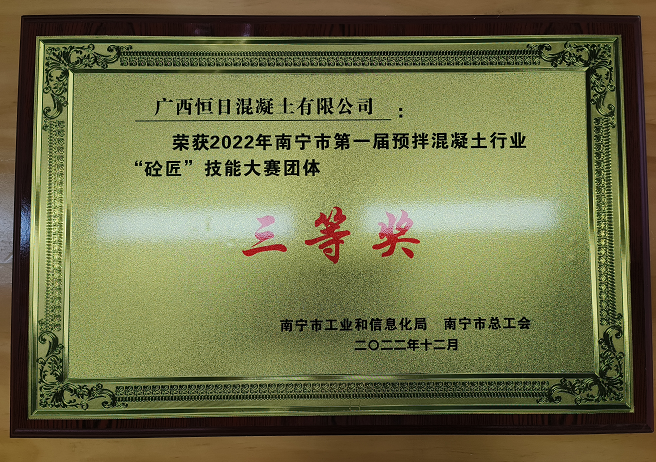 广西恒日混凝土有限公司：
荣获2022年南宁市第一届预拌混凝土行业
“砼匠”技能大赛团体
三等奖
南宁市工业和信息化局 南宁市总工会
二〇二二年十二月